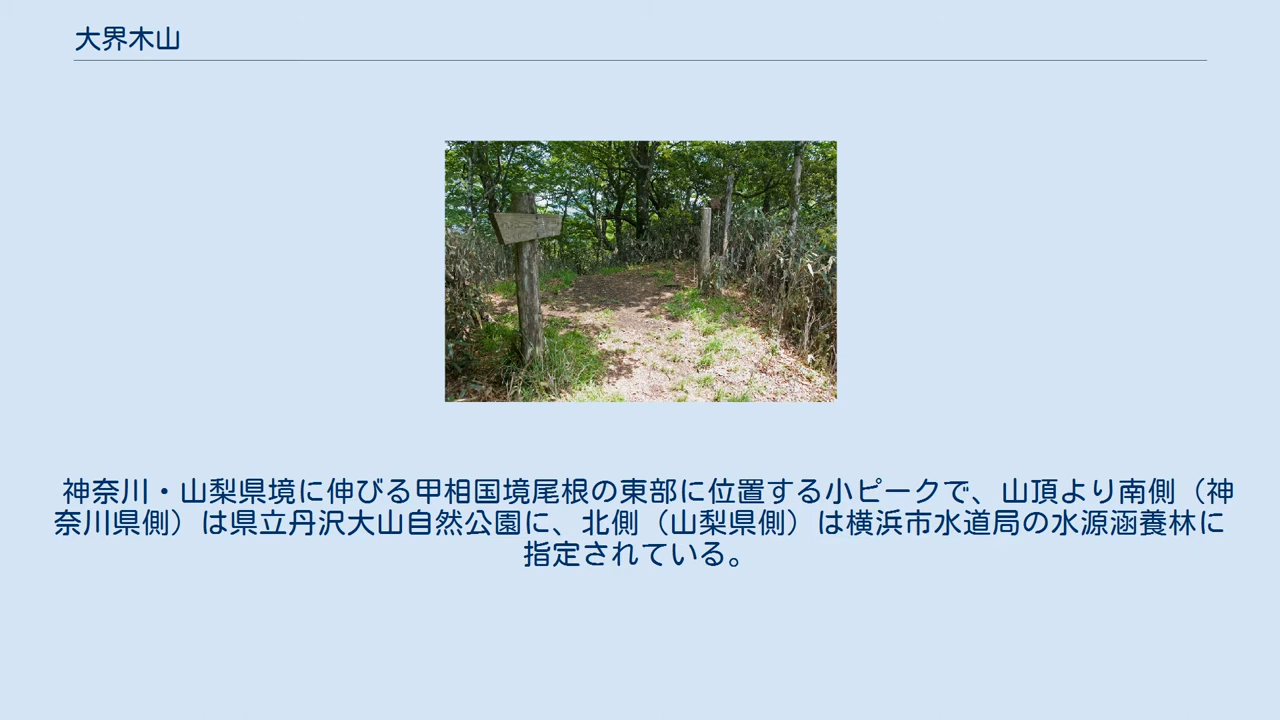 大界木山
神奈川・山梨県境に伸びる甲相国境尾根の東部に位置する小ピークで、山頂より南側（神
奈川県側）は県立丹沢大山自然公園に、北側（山梨県側）は横浜市水道局の水源涵養林に
指定されている。